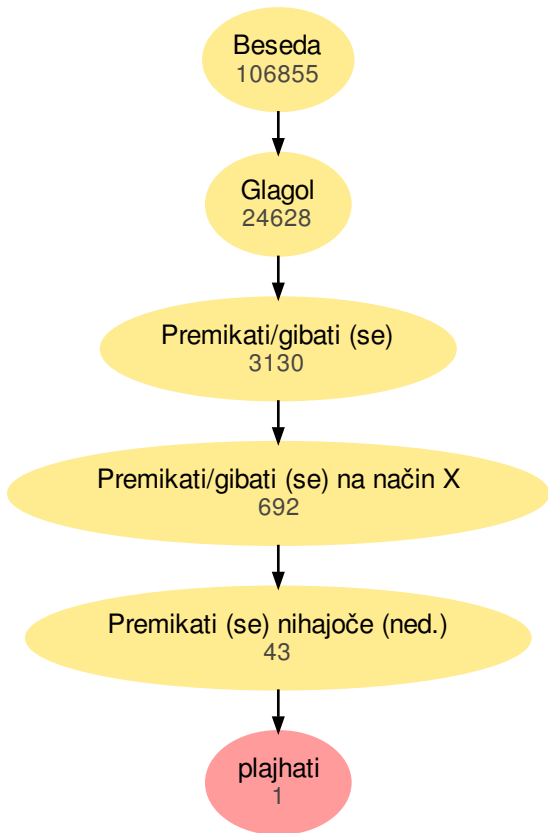 Beseda
106855
Glagol
24628
Premikati/gibati (se)
3130
Premikati/gibati (se) na način X
692
Premikati (se) nihajoče (ned.)
43
plajhati
1